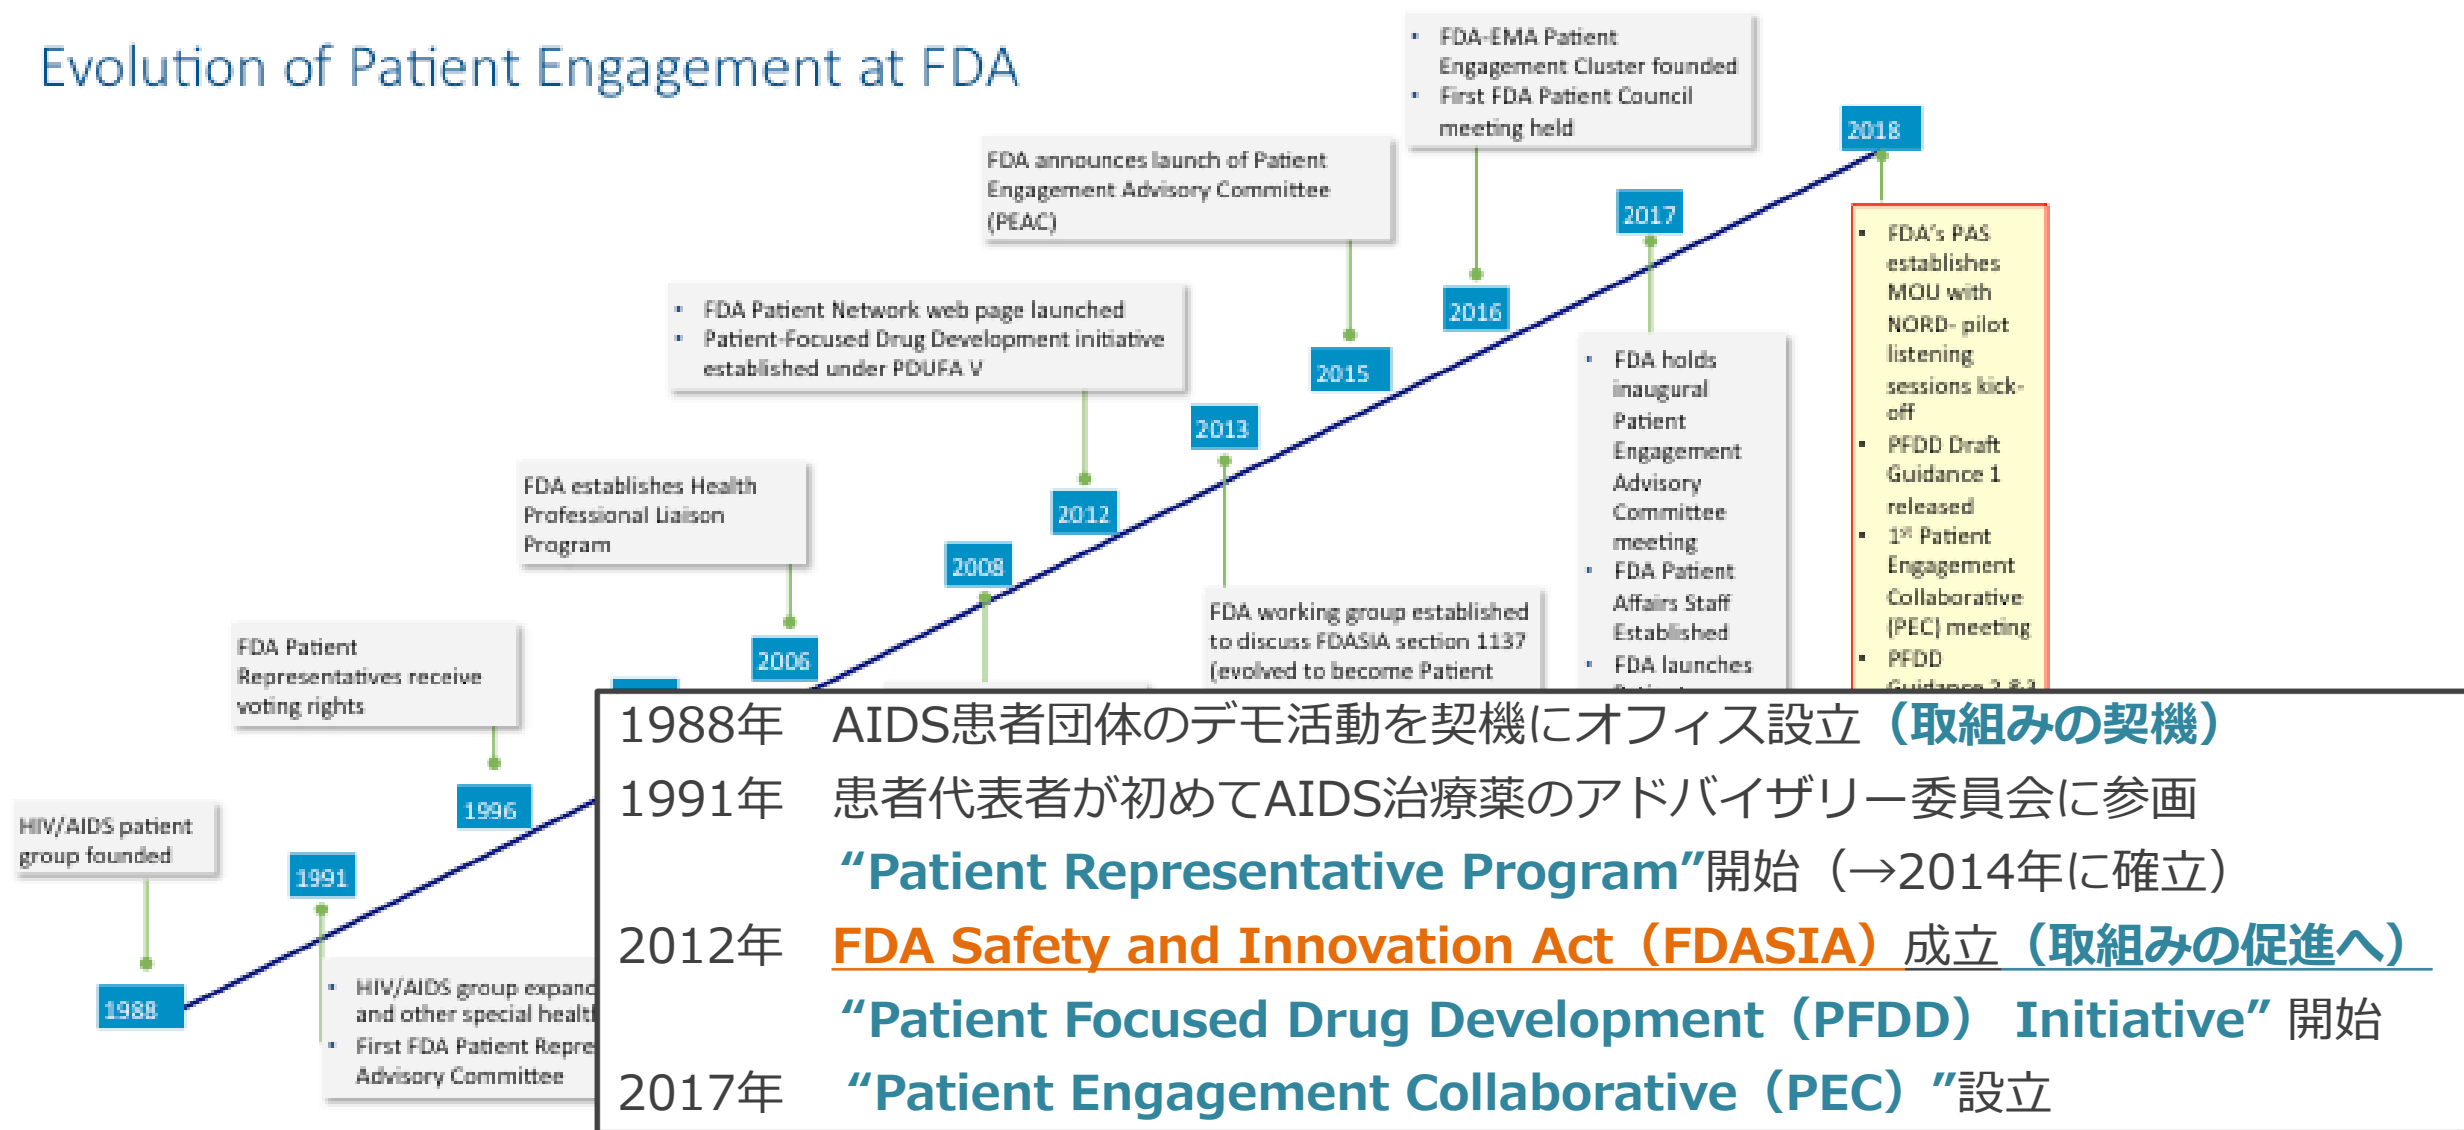 Evolution of Patient Engagement at FDA
HIV/AIDS patient
group founded
1988
1991
HIV/AIDS group expand
and other special healt
First FDA Patient Repre
Advisory Committee
FDA Patient
Representatives receive
voting rights
1996
FDA establishes Health
Professional Liaison
Program
2006
2008
FDA Patient Network web page launched
Patient-Focused Drug Development initiative
established under PDUFA V
2012
2013
FDA working group established
to discuss FDASIA section 1137
(evolved to become Patient
FDA announces launch of Patient
Engagement Advisory Committee
(PEAC)
2015
FDA-EMA Patient
Engagement Cluster founded
First FDA Patient Council
meeting held
2016
2017
FDA holds
inaugural
Patient
Engagement
Advisory
Committee
meeting
FDA Patient
Affairs Staff
Established
FDA launches
2018
FDA's PAS
establishes
MOU with
NORD- pilot
listening
sessions kick-
off
PFDD Draft
Guidance 1
released
1st Patient
Engagement
Collaborative
(PEC) meeting
PFDD
1988年 AIDS患者団体のデモ活動を契機にオフィス設立（取組みの契機）
1991年 患者代表者が初めてAIDS治療薬のアドバイザリー委員会に参画
“Patient Representative Program”開始（→2014年に確立）
2012年 FDA Safety and Innovation Act（FDASIA）成立（取組みの促進へ）
“Patient Focused Drug Development（PFDD） Initiative” 開始
2017年 “Patient Engagement Collaborative（PEC）”設立